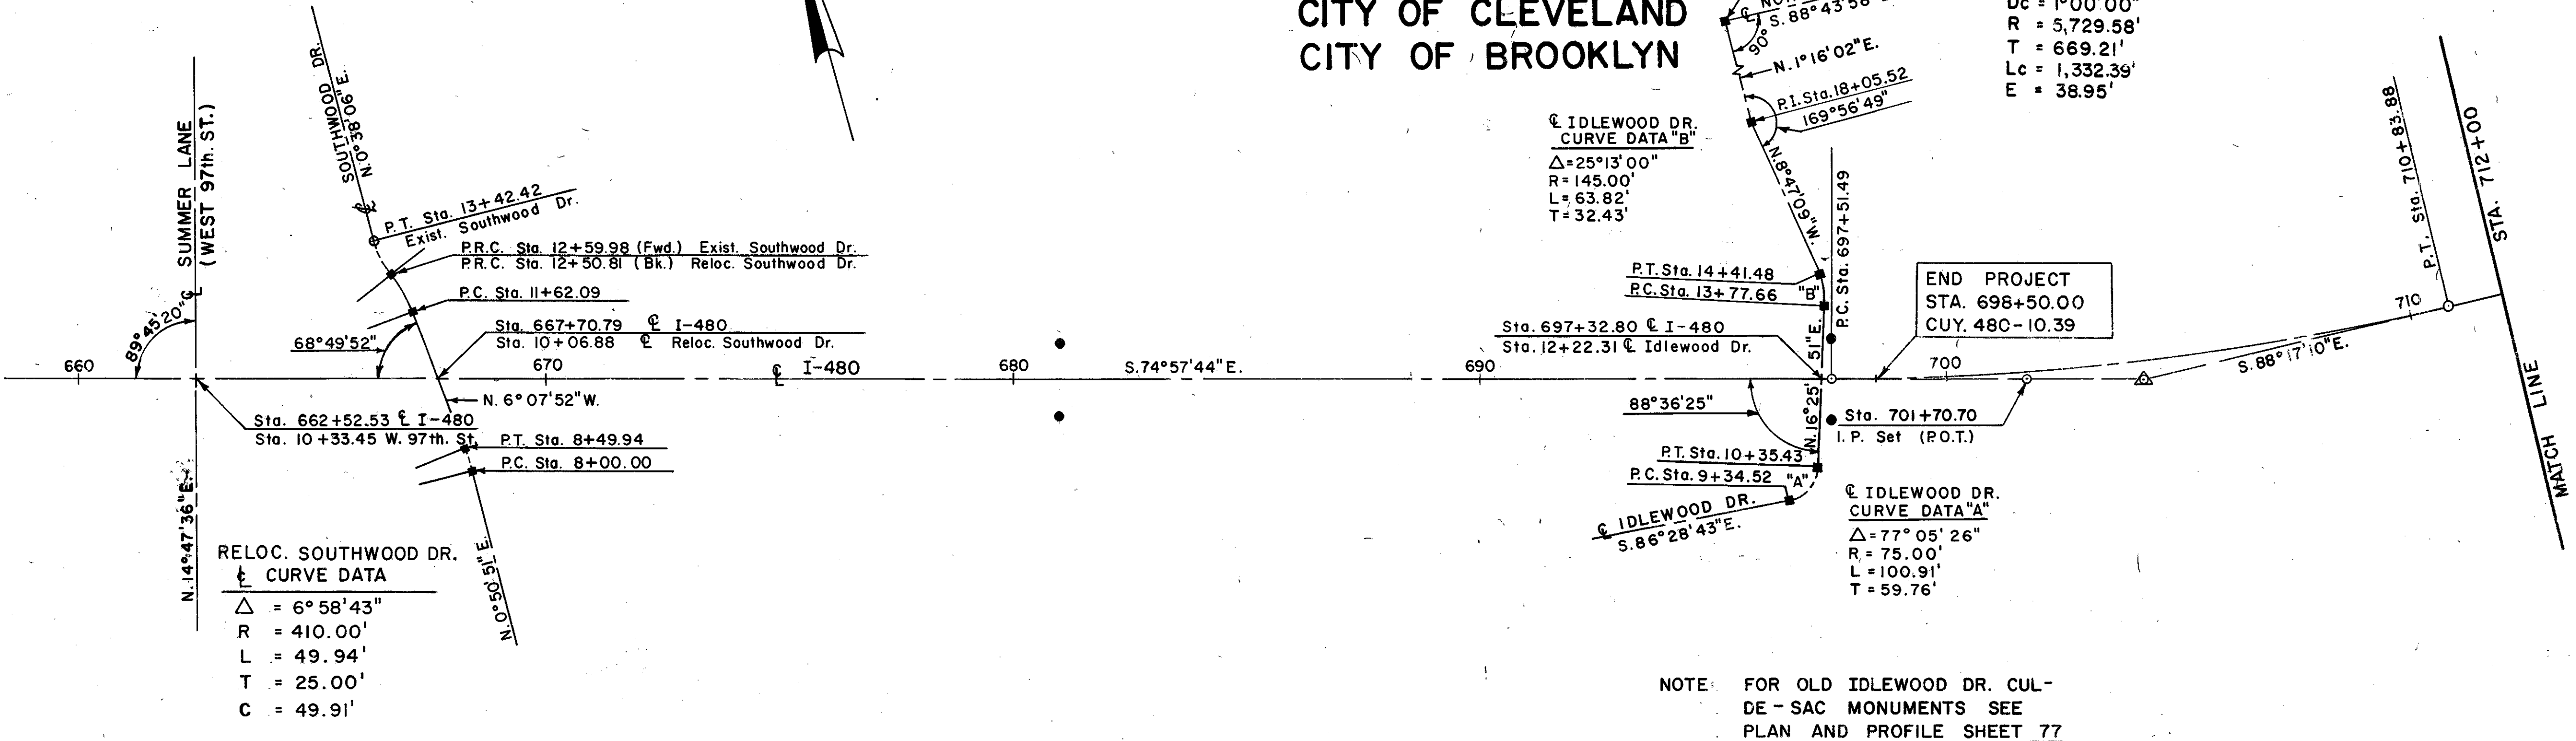 CITY OF CLEVELAND
CITY OF BROOKLYN
S. 88°43'58"
90°
N. 1°16'02"E.
P.I. Sta. 18+05.52
169°56'49"
Dc = 1°00'00"
R = 5,729.58'
T = 669.21'
Lc = 1,332.39'
E = 38.95'
SUMMER LANE
(WEST 97th. ST.)
℄
89°45'20"
SOUTHWOOD DR.
N.0°38'06"E.
℄
P.T. Sta. 13+42.42
Exist. Southwood Dr.
P.R.C. Sta. 12+59.98 (Fwd.) Exist. Southwood Dr.
P.R.C. Sta. 12+50.81 (Bk.) Reloc. Southwood Dr.
P.C. Sta. 11+62.09
68°49'52"
Sta. 667+70.79 ℄ I-480
Sta. 10+06.88 ℄ Reloc. Southwood Dr.
660
670
℄ I-480
680
S.74°57'44"E.
690
700
710
N. 6°07'52"W.
Sta. 662+52.53 ℄ I-480
Sta. 10+33.45 W. 97th. St.
P.T. Sta. 8+49.94
P.C. Sta. 8+00.00
N.14°47'36"E.
N.0°50'51"E.
RELOC. SOUTHWOOD DR.
℄ CURVE DATA
△ = 6°58'43"
R = 410.00'
L = 49.94'
T = 25.00'
C = 49.91'
℄ IDLEWOOD DR.
CURVE DATA "B"
△=25°13'00"
R=145.00'
L=63.82'
T=32.43'
N.8°47'09"W.
P.T. Sta. 14+41.48
P.C. Sta. 13+77.66 "B"
P.C. Sta. 697+51.49
Sta. 697+32.80 ℄ I-480
Sta. 12+22.31 ℄ Idlewood Dr.
N.16°25'51"E.
END PROJECT
STA. 698+50.00
CUY. 480-10.39
88°36'25"
Sta. 701+70.70
I.P. Set (P.O.T.)
P.T. Sta. 10+35.43
P.C. Sta. 9+34.52 "A"
℄ IDLEWOOD DR.
S.86°28'43"E.
℄ IDLEWOOD DR.
CURVE DATA "A"
△=77°05'26"
R = 75.00'
L = 100.91'
T = 59.76'
S.88°17'10"E.
P.T. Sta. 710+83.88
STA. 712+00
MATCH LINE
NOTE: FOR OLD IDLEWOOD DR. CUL-
DE-SAC MONUMENTS SEE
PLAN AND PROFILE SHEET 77